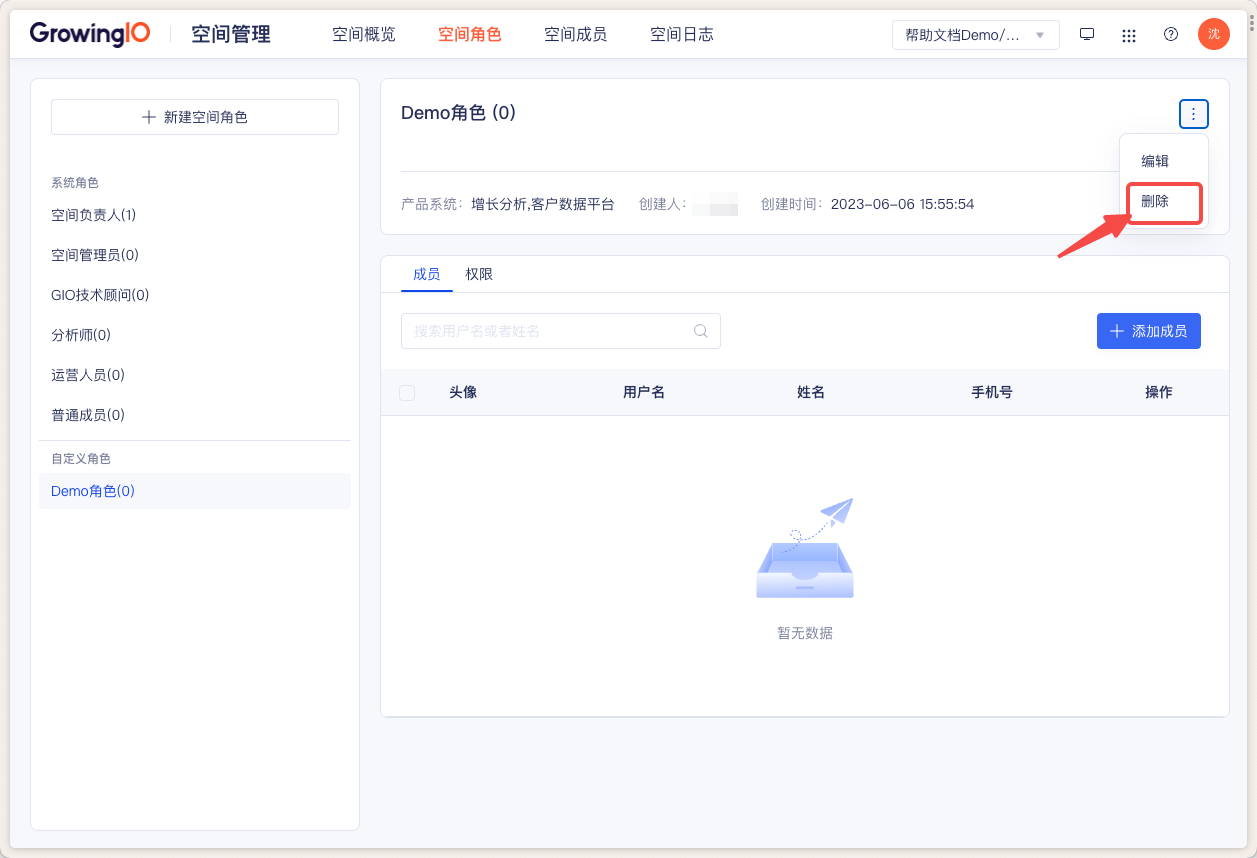 GrowingIO 空间管理 空间概览 空间角色 空间成员 空间日志 帮助文档Demo/... 沈
新建空间角色
系统角色
空间负责人(1)
空间管理员(0)
GIO技术顾问(0)
分析师(0)
运营人员(0)
普通成员(0)
自定义角色
Demo角色(0)
Demo角色 (0)
编辑
删除
产品系统: 增长分析,客户数据平台 创建人: 创建时间: 2023-06-06 15:55:54
成员 权限
搜索用户名或者姓名 添加成员
头像 用户名 姓名 手机号 操作
暂无数据